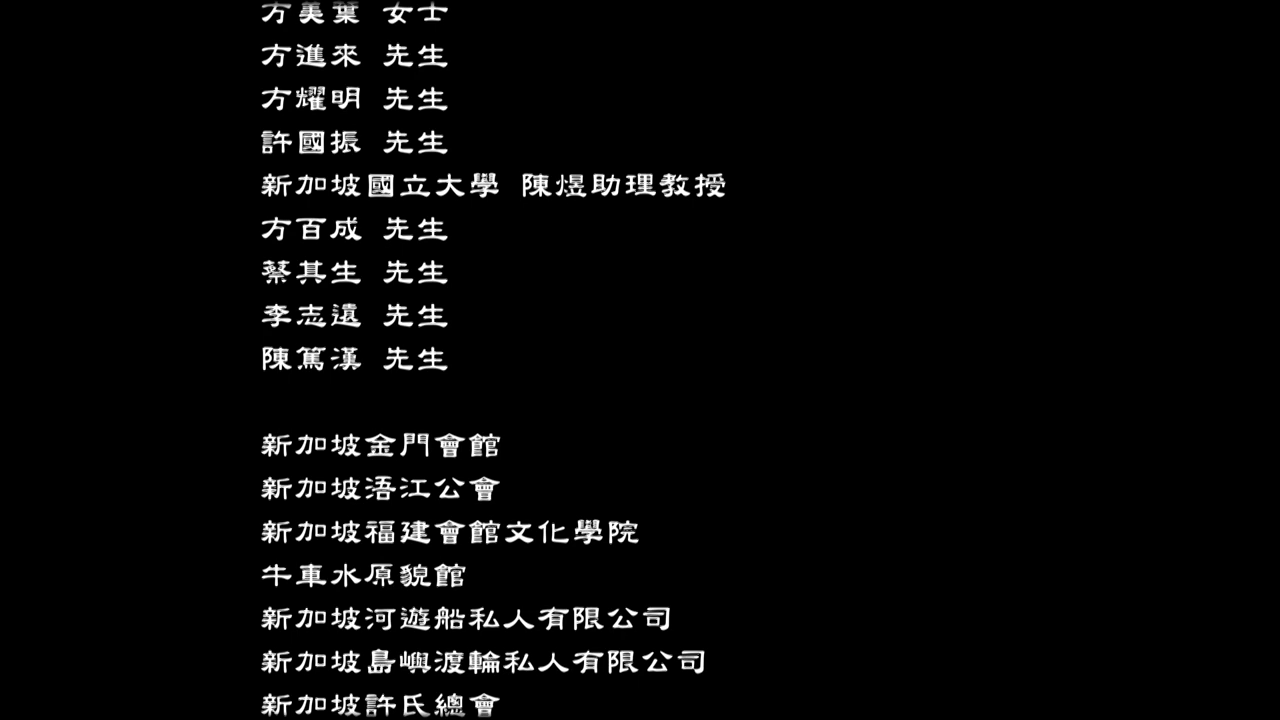 方美葉 女士
方進來 先生
方耀明 先生
許國振 先生
新加坡國立大學 陳煜助理教授
方百成 先生
蔡其生 先生
李志遠 先生
陳篤漢 先生
新加坡金門會館
新加坡浯江公會
新加坡福建會館文化學院
牛車水原貌館
新加坡河遊船私人有限公司
新加坡島嶼渡輪私人有限公司
新加坡許氏總會